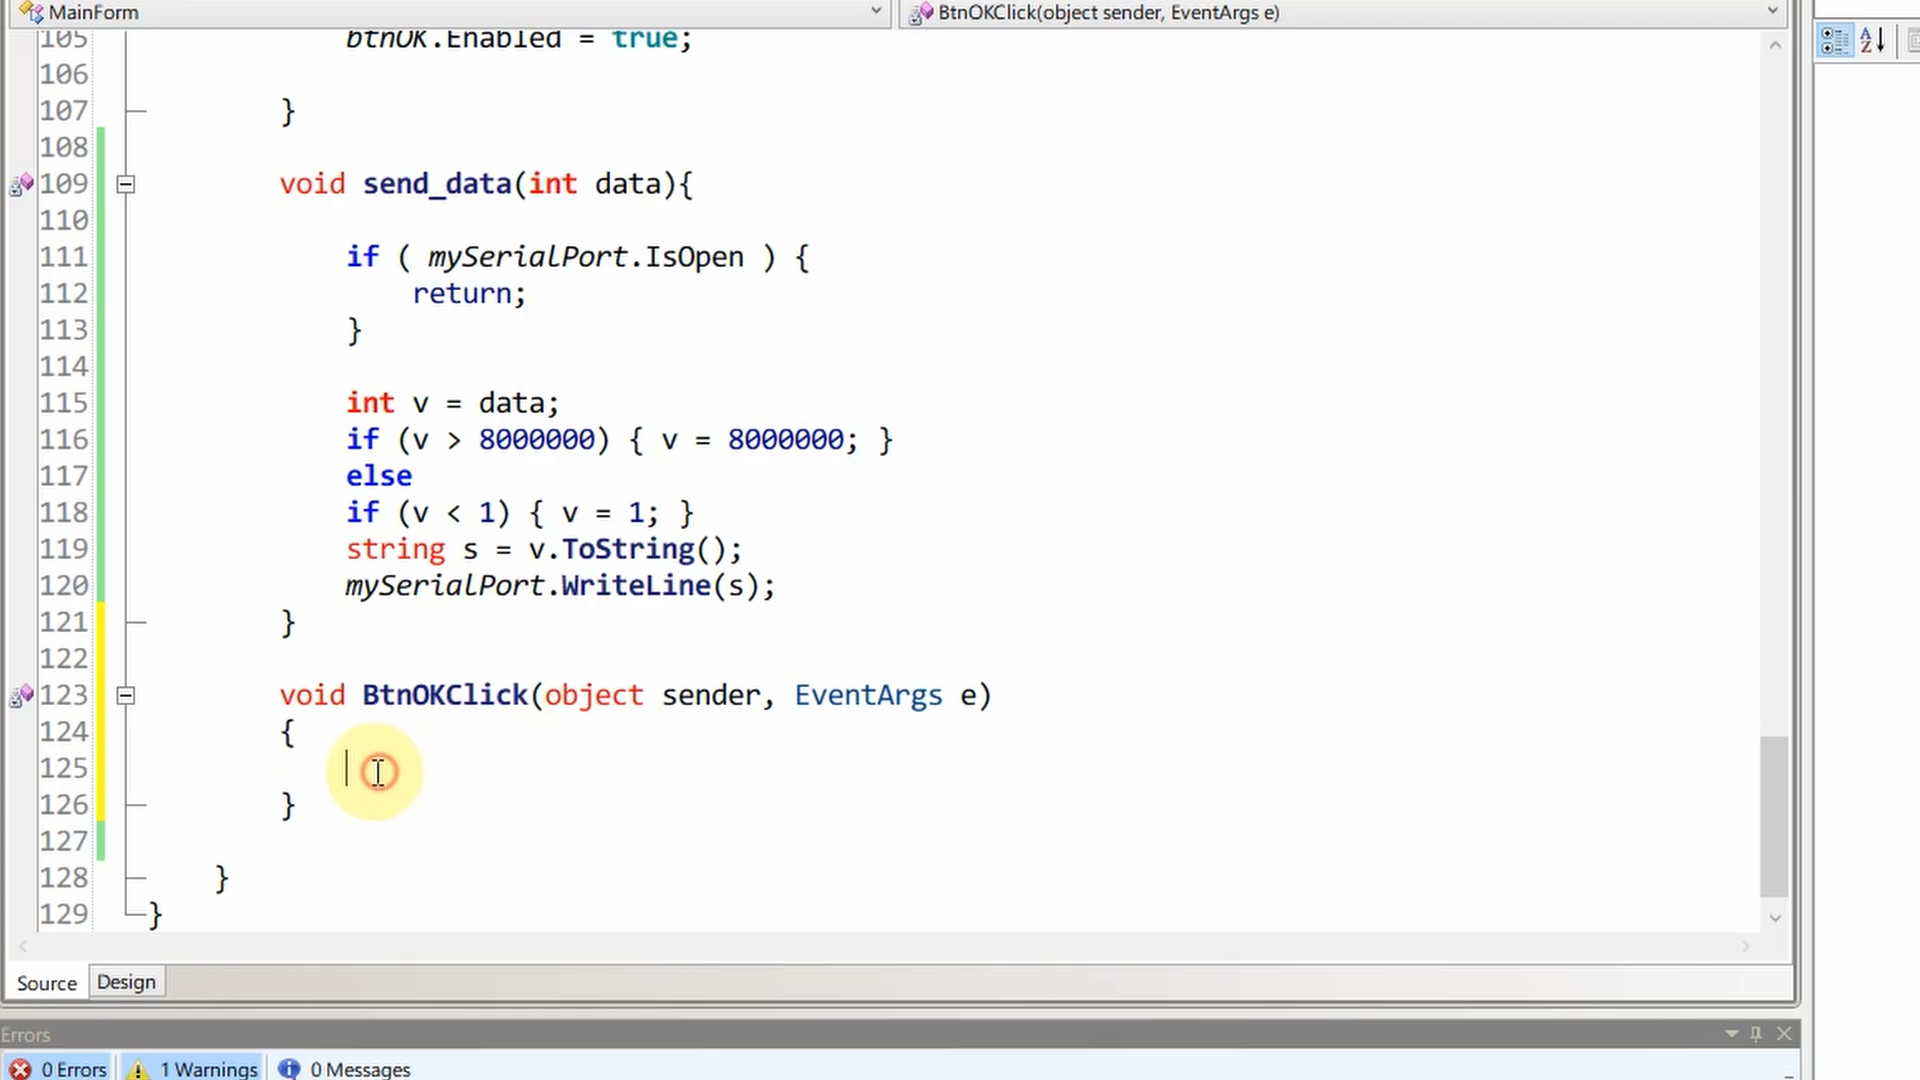 MainForm
BtnOKClick(object sender, EventArgs e)
105 btnOK.Enabled = true;
106
107 }
108
109 void send_data(int data){
110
111 if ( mySerialPort.IsOpen ) {
112 return;
113 }
114
115 int v = data;
116 if (v > 8000000) { v = 8000000; }
117 else
118 if (v < 1) { v = 1; }
119 string s = v.ToString();
120 mySerialPort.WriteLine(s);
121 }
122
123 void BtnOKClick(object sender, EventArgs e)
124 {
125
126 }
127
128 }
129 }
Source Design
Errors
0 Errors 1 Warnings 0 Messages